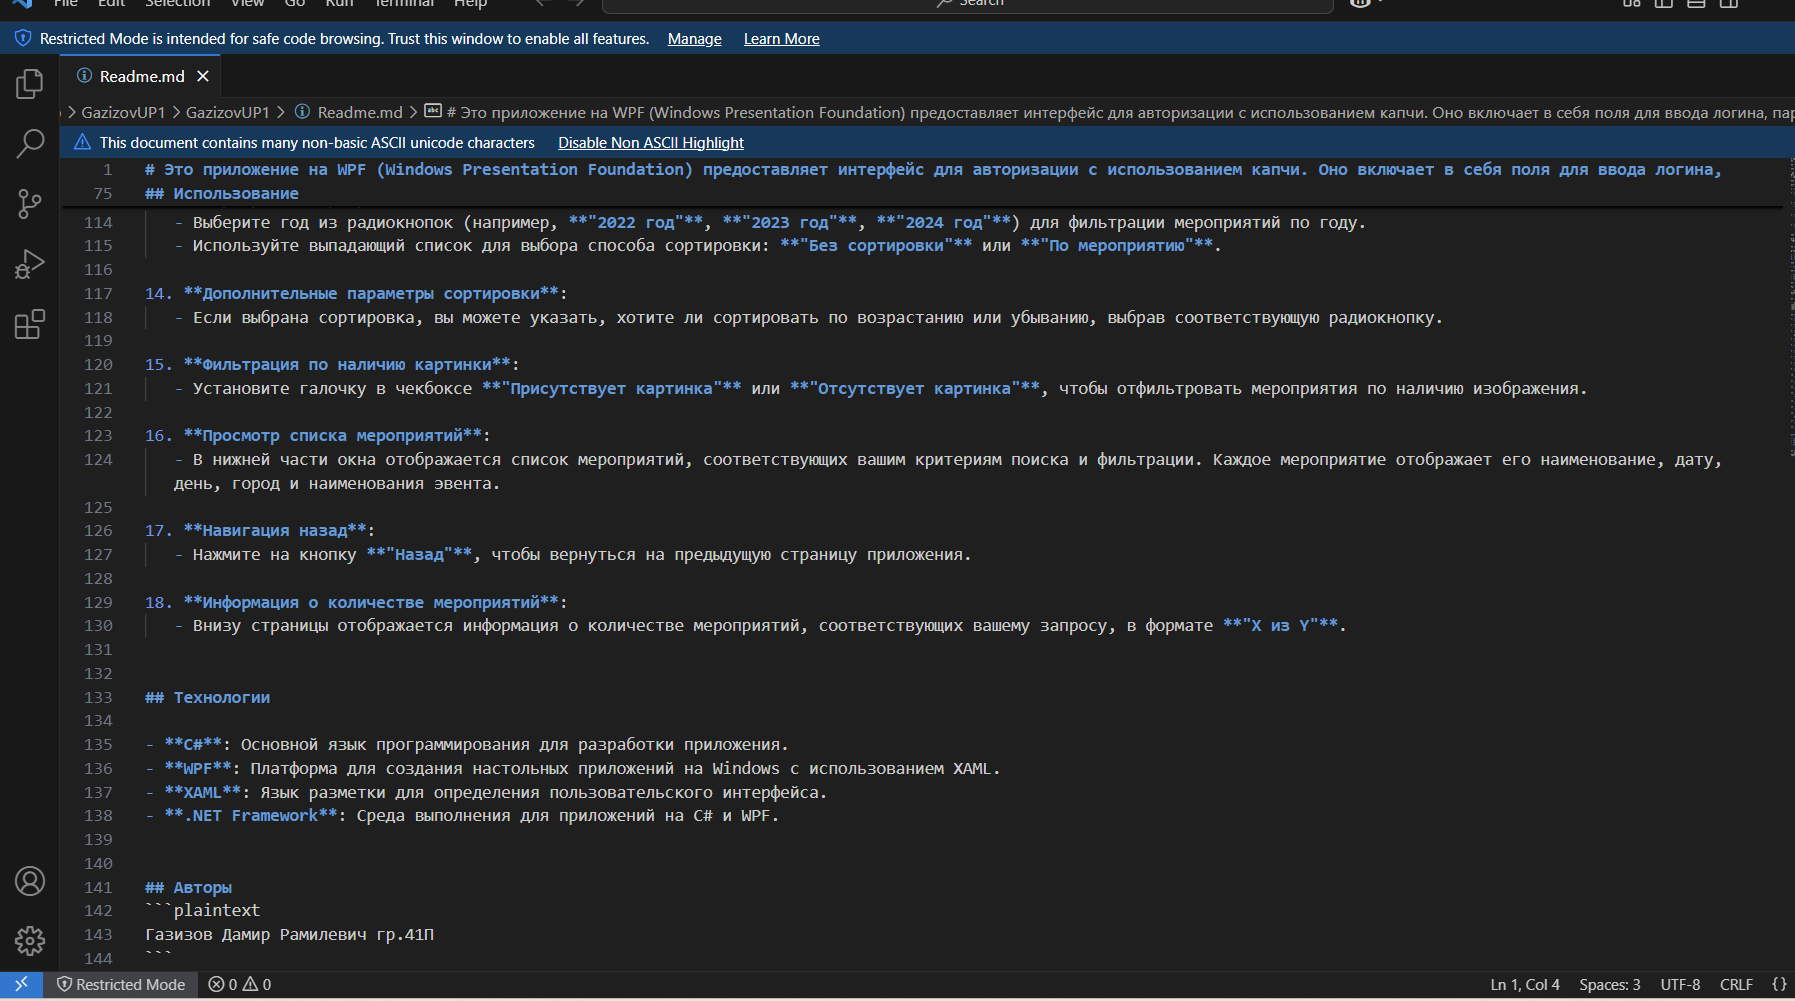 File Edit Selection View Go Run Terminal Help Search
Restricted Mode is intended for safe code browsing. Trust this window to enable all features. Manage Learn More
Readme.md
GazizovUP1 > GazizovUP1 > Readme.md > # Это приложение на WPF (Windows Presentation Foundation) предоставляет интерфейс для авторизации с использованием капчи. Оно включает в себя поля для ввода логина, пар
This document contains many non-basic ASCII unicode characters Disable Non ASCII Highlight
1 # Это приложение на WPF (Windows Presentation Foundation) предоставляет интерфейс для авторизации с использованием капчи. Оно включает в себя поля для ввода логина,
75 ## Использование
114 - Выберите год из радиокнопок (например, **"2022 год"**, **"2023 год"**, **"2024 год"**) для фильтрации мероприятий по году.
115 - Используйте выпадающий список для выбора способа сортировки: **"Без сортировки"** или **"По мероприятию"**.
116
117 14. **Дополнительные параметры сортировки**:
118 - Если выбрана сортировка, вы можете указать, хотите ли сортировать по возрастанию или убыванию, выбрав соответствующую радиокнопку.
119
120 15. **Фильтрация по наличию картинки**:
121 - Установите галочку в чекбоксе **"Присутствует картинка"** или **"Отсутствует картинка"**, чтобы отфильтровать мероприятия по наличию изображения.
122
123 16. **Просмотр списка мероприятий**:
124 - В нижней части окна отображается список мероприятий, соответствующих вашим критериям поиска и фильтрации. Каждое мероприятие отображает его наименование, дату,
день, город и наименования эвента.
125
126 17. **Навигация назад**:
127 - Нажмите на кнопку **"Назад"**, чтобы вернуться на предыдущую страницу приложения.
128
129 18. **Информация о количестве мероприятий**:
130 - Внизу страницы отображается информация о количестве мероприятий, соответствующих вашему запросу, в формате **"X из Y"**.
131
132
133 ## Технологии
134
135 - **C#**: Основной язык программирования для разработки приложения.
136 - **WPF**: Платформа для создания настольных приложений на Windows с использованием XAML.
137 - **XAML**: Язык разметки для определения пользовательского интерфейса.
138 - **.NET Framework**: Среда выполнения для приложений на C# и WPF.
139
140
141 ## Авторы
142 ```plaintext
143 Газизов Дамир Рамилевич гр.41П
144 ```
Restricted Mode 0 0 Ln 1, Col 4 Spaces: 3 UTF-8 CRLF {}